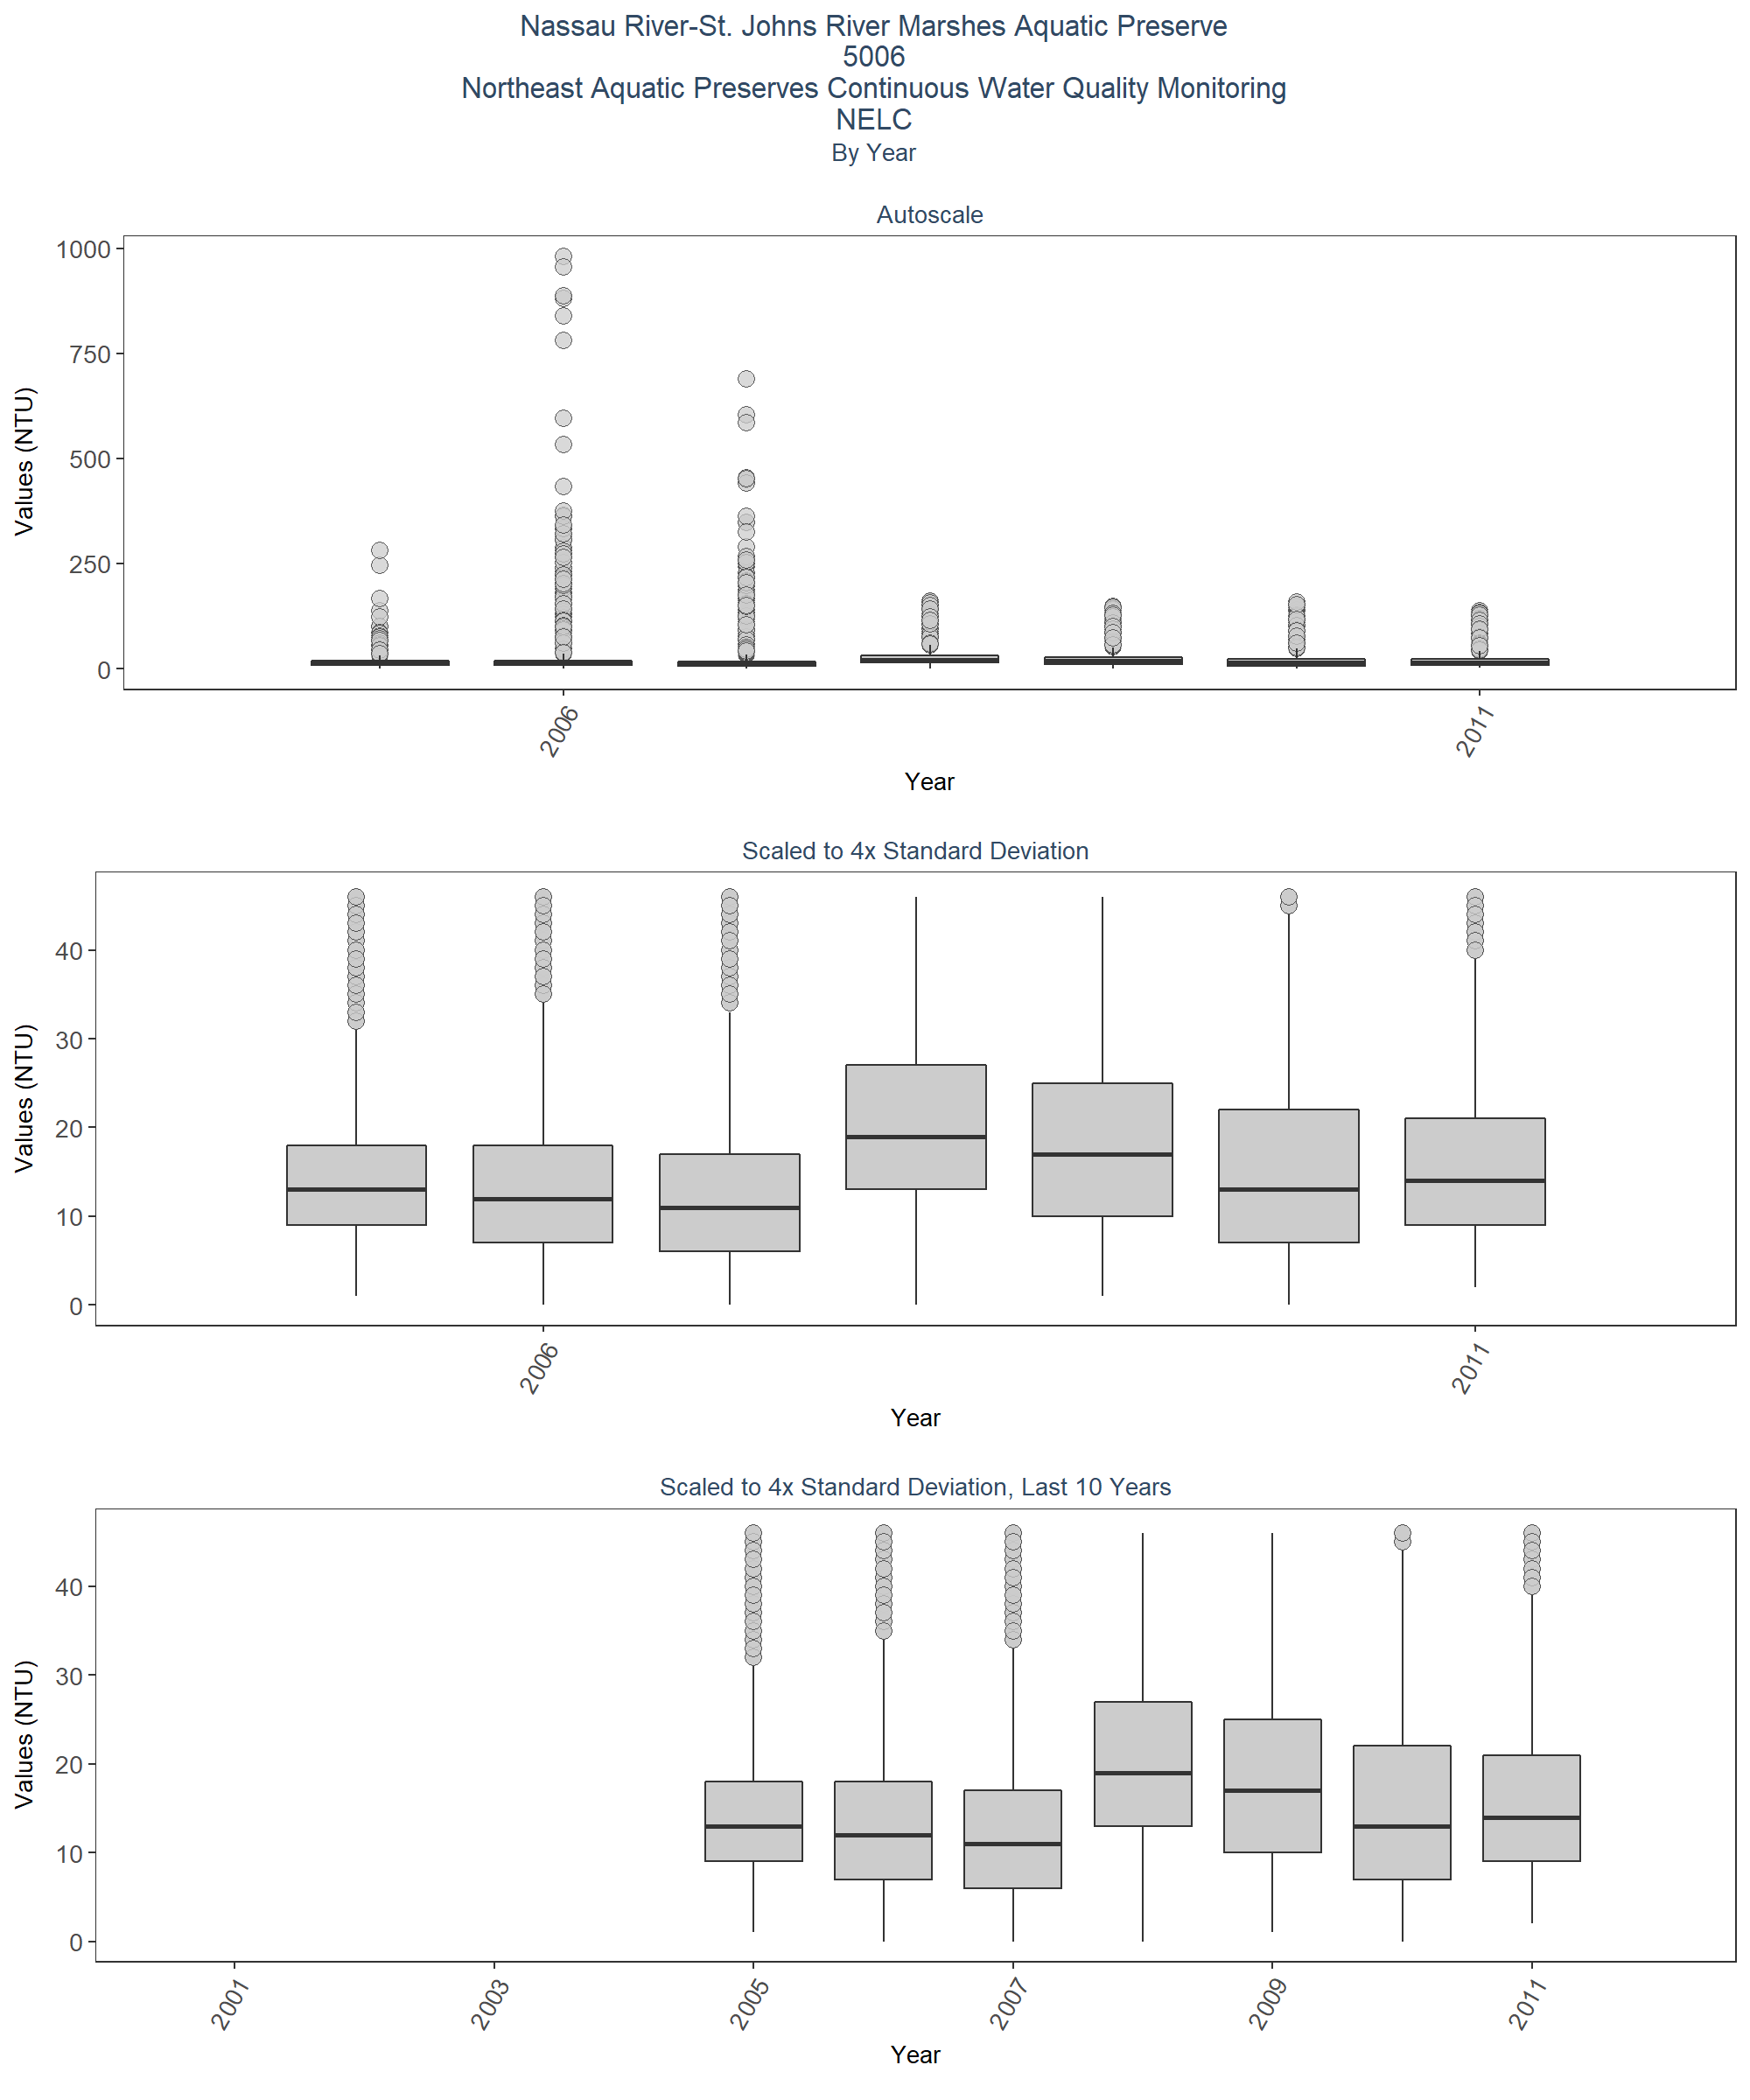 Nassau River-St. Johns River Marshes Aquatic Preserve
5006
Northeast Aquatic Preserves Continuous Water Quality Monitoring
NELC
By Year
Autoscale
1000
750
500
250
0
Values (NTU)
2006
2011
Year
Scaled to 4x Standard Deviation
40
30
20
10
0
Values (NTU)
2006
2011
Year
Scaled to 4x Standard Deviation, Last 10 Years
40
30
20
10
0
Values (NTU)
2001
2003
2005
2007
2009
2011
Year